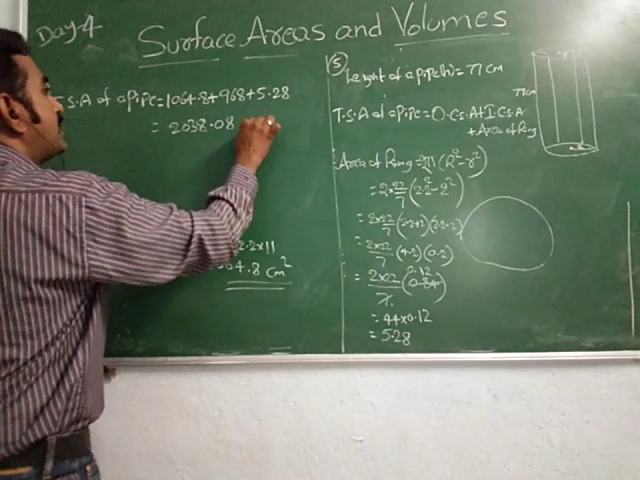 Day-4
Surface Areas and Volumes
T.S.A of a pipe=1064.8+968+5.28
= 2038.08
2.2×11
64.8 cm²
(5)
height of a pipe(h)= 77 cm
T.S.A of a pipe= O.C.S.A+I.C.S.A
+ Area of Ring
77cm
Area of Ring =2π(R²-r²)
= 2×22/7 (2.2²-2²)
= 2×22/7 (2.2+2)(2.2-2)
= 2×22/7 (4.2)(0.2)
= 2×22/7 (0.84) 0.12
= 44×0.12
= 5.28